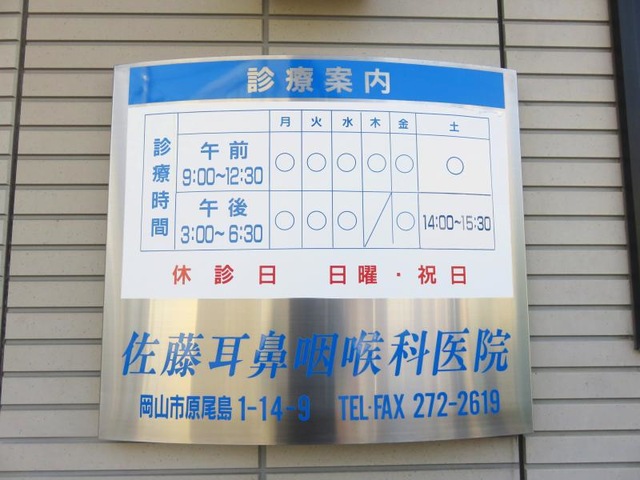 診療案内
月 火 水 木 金 土
診療時間
午前 9:00~12:30 ○ ○ ○ ○ ○ ○
午後 3:00~6:30 ○ ○ ○ / ○ 14:00~15:30
休診日 日曜・祝日
佐藤耳鼻咽喉科医院
岡山市原尾島1-14-9 TEL・FAX 272-2619